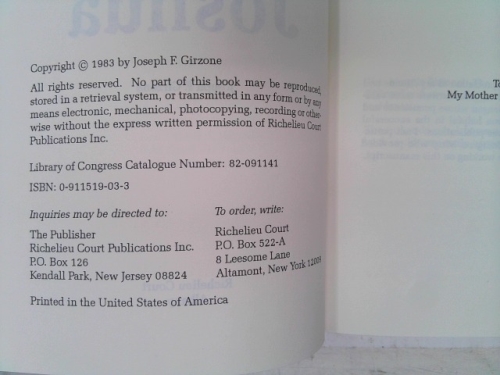 Joshua
Copyright © 1983 by Joseph F. Girzone
All rights reserved. No part of this book may be reproduced,
stored in a retrieval system, or transmitted in any form or by any
means electronic, mechanical, photocopying, recording or other-
wise without the express written permission of Richelieu Court
Publications Inc.
Library of Congress Catalogue Number: 82-091141
ISBN: 0-911519-03-3
Inquiries may be directed to:
The Publisher
Richelieu Court Publications Inc.
P.O. Box 126
Kendall Park, New Jersey 08824
To order, write:
Richelieu Court
P.O. Box 522-A
8 Leesome Lane
Altamont, New York 12009
Richelieu Court
Printed in the United States of America
To
My Mother